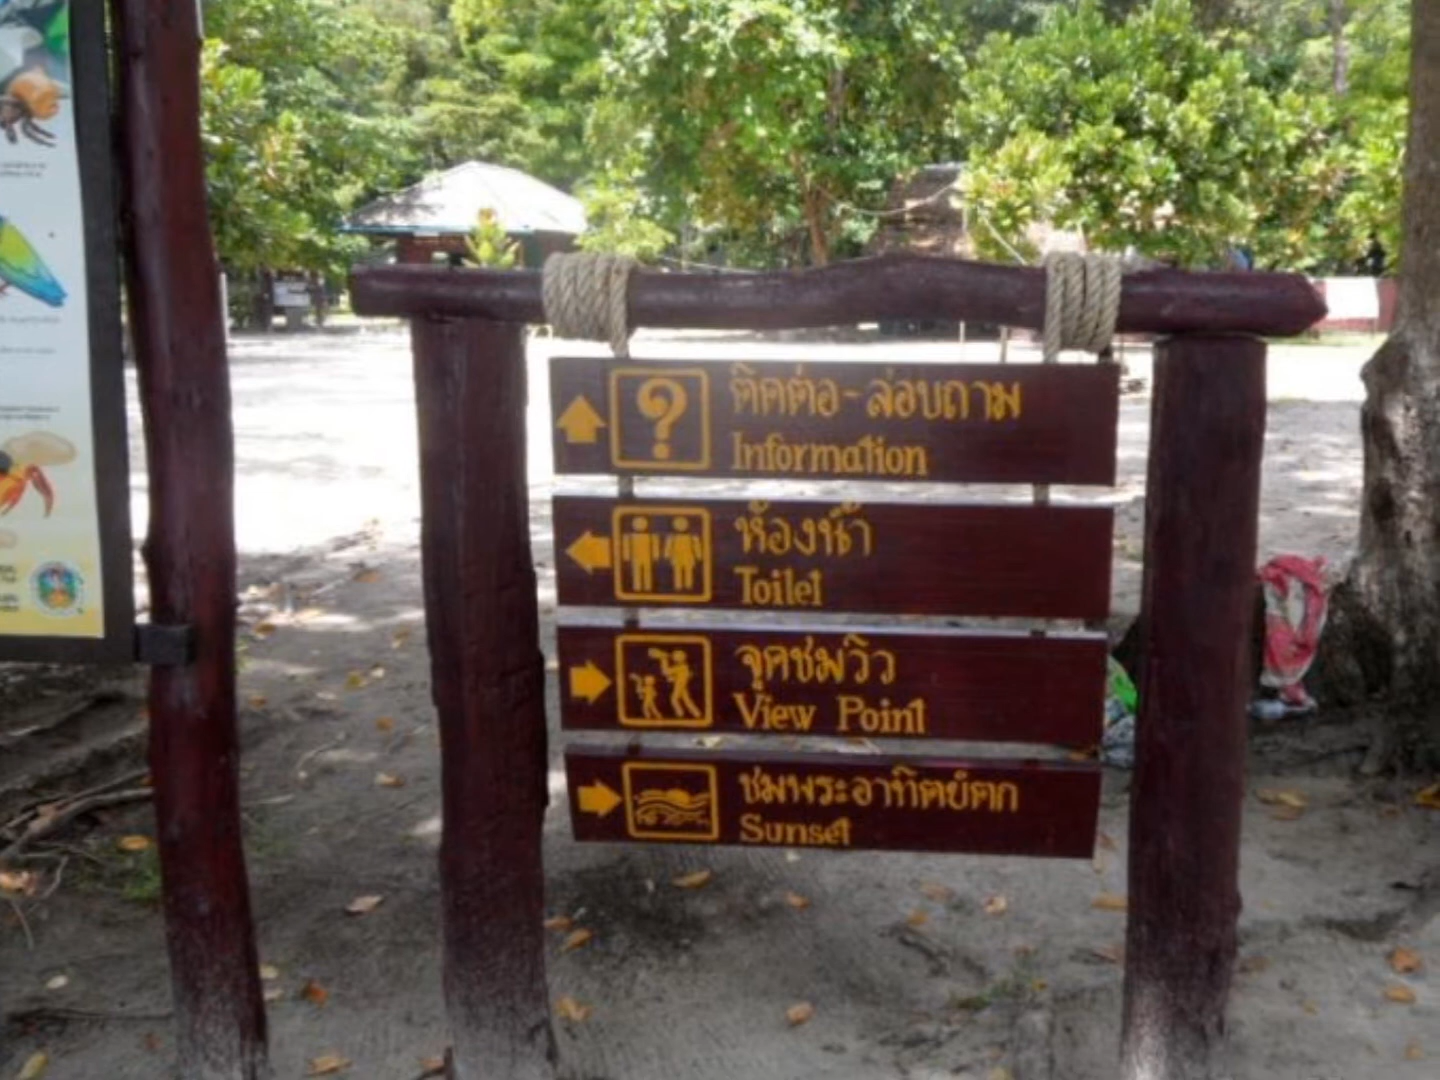 ติดต่อ-สอบถาม
Information
ห้องน้ำ
Toilet
จุดชมวิว
View Point
ชมพระอาทิตย์ตก
Sunset